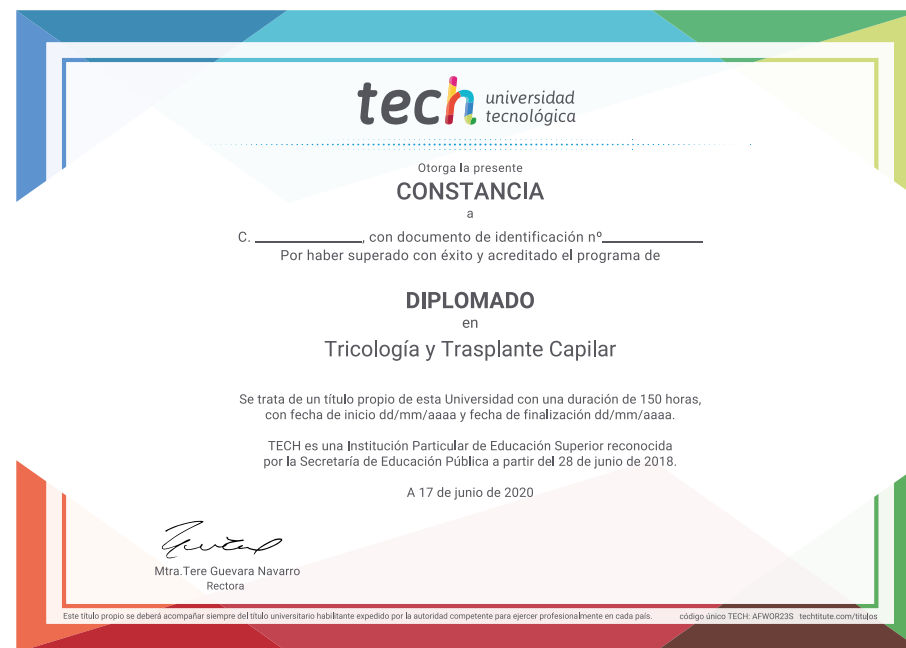 tech universidad
tecnológica
Otorga la presente
CONSTANCIA
a
C. ______________, con documento de identificación nº______________
Por haber superado con éxito y acreditado el programa de
DIPLOMADO
en
Tricología y Trasplante Capilar
Se trata de un título propio de esta Universidad con una duración de 150 horas,
con fecha de inicio dd/mm/aaaa y fecha de finalización dd/mm/aaaa.
TECH es una Institución Particular de Educación Superior reconocida
por la Secretaría de Educación Pública a partir del 28 de junio de 2018.
A 17 de junio de 2020
Mtra.Tere Guevara Navarro
Rectora
Este título propio se deberá acompañar siempre del título universitario habilitante expedido por la autoridad competente para ejercer profesionalmente en cada país. código único TECH: AFWOR23S techtitute.com/titulos